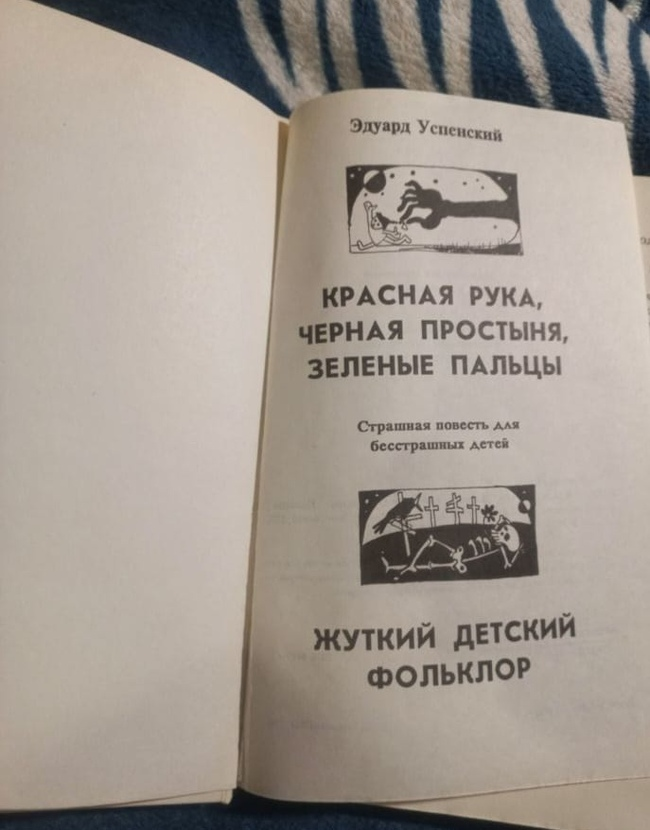 Эдуард Успенский
КРАСНАЯ РУКА,
ЧЕРНАЯ ПРОСТЫНЯ,
ЗЕЛЕНЫЕ ПАЛЬЦЫ
Страшная повесть для
бесстрашных детей
ЖУТКИЙ ДЕТСКИЙ
ФОЛЬКЛОР